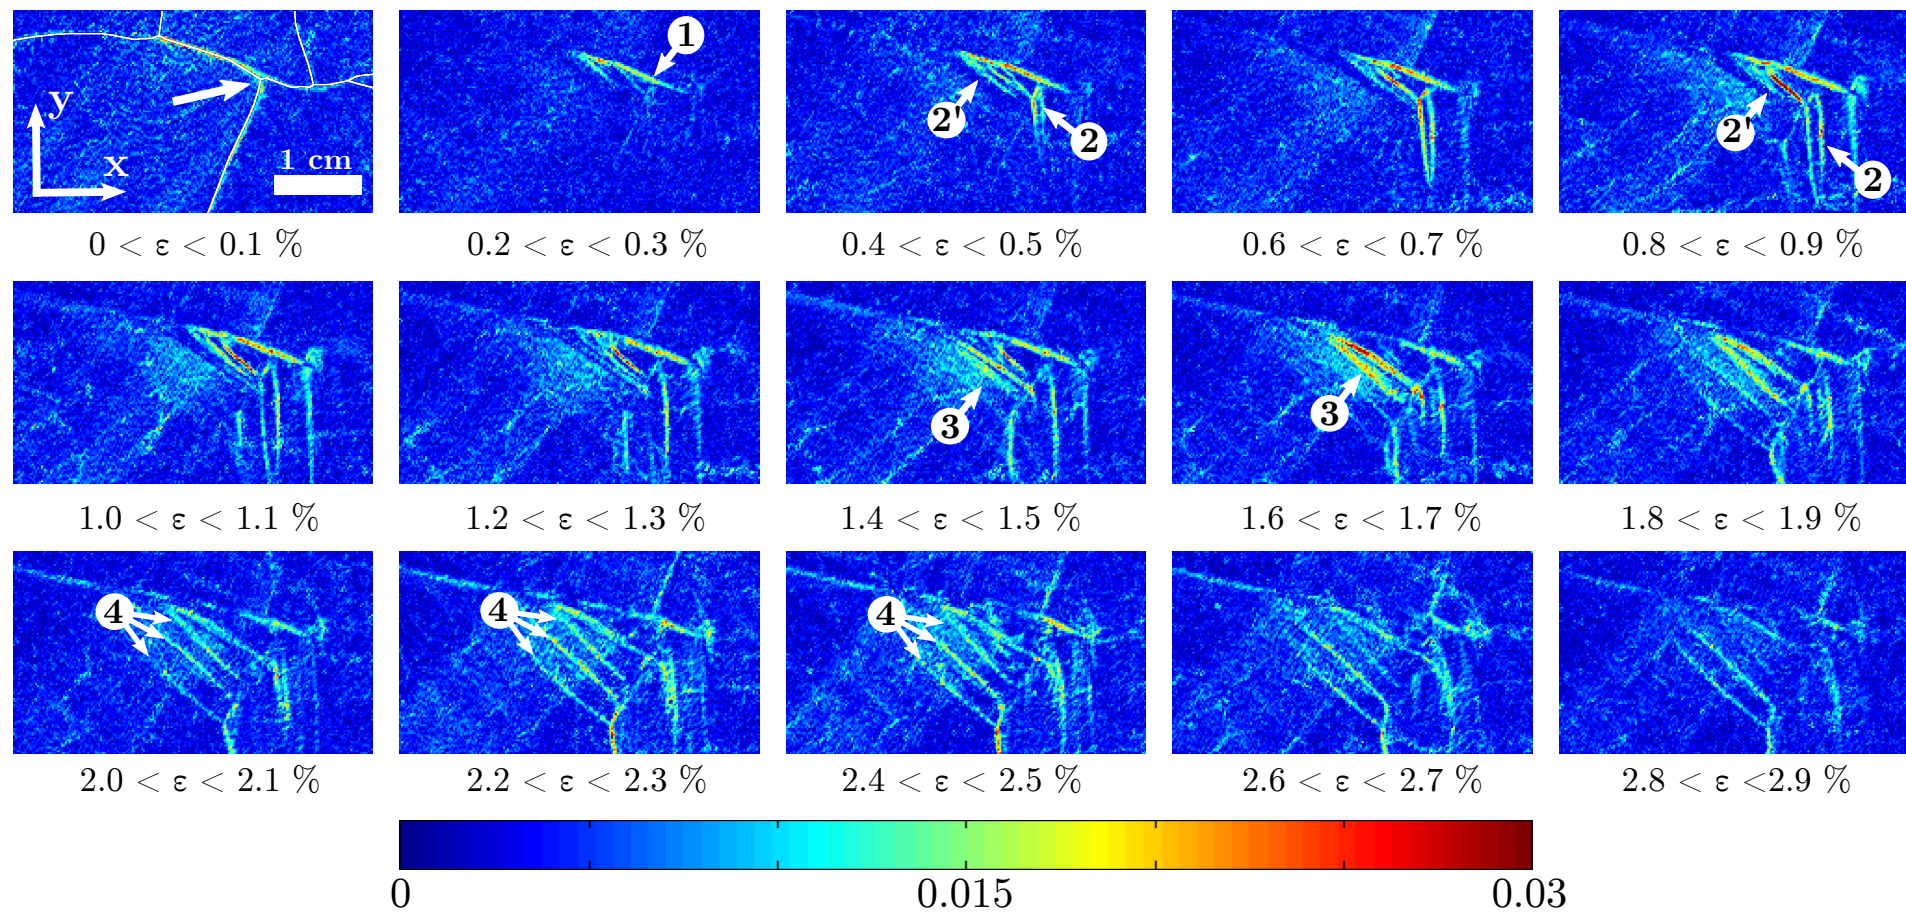 y
x
1 cm
1
2'
2
2'
2
0 < ε < 0.1 %
0.2 < ε < 0.3 %
0.4 < ε < 0.5 %
0.6 < ε < 0.7 %
0.8 < ε < 0.9 %
3
3
1.0 < ε < 1.1 %
1.2 < ε < 1.3 %
1.4 < ε < 1.5 %
1.6 < ε < 1.7 %
1.8 < ε < 1.9 %
4
4
4
2.0 < ε < 2.1 %
2.2 < ε < 2.3 %
2.4 < ε < 2.5 %
2.6 < ε < 2.7 %
2.8 < ε <2.9 %
0
0.015
0.03